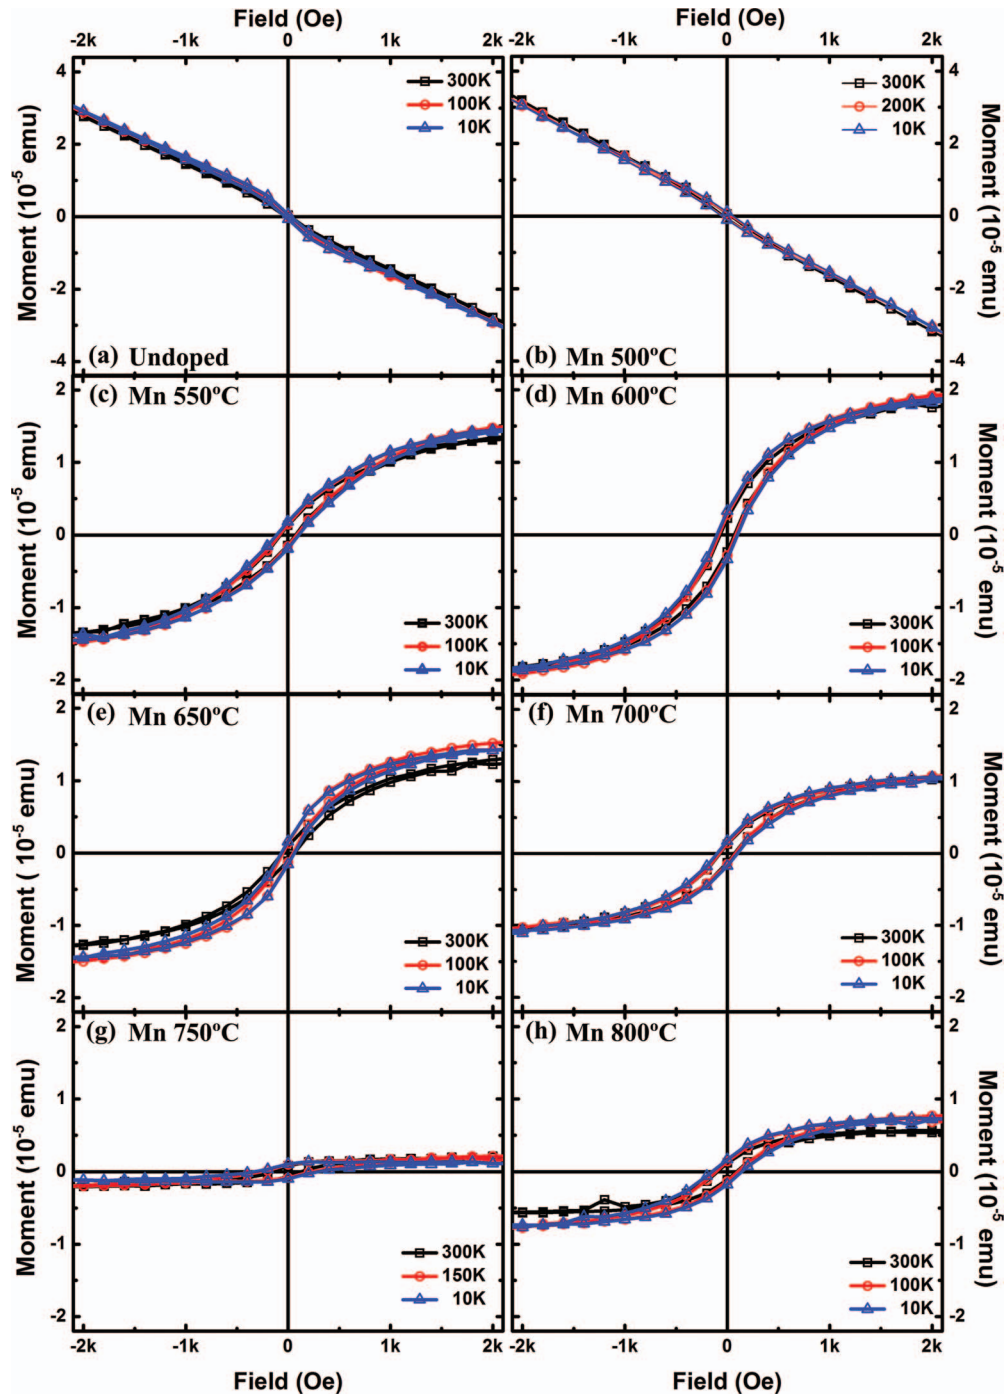 Field (Oe) Field (Oe)
-2k -1k 0 1k 2k -2k -1k 0 1k 2k
Moment (10-5 emu)
4
2
0
-2
-4
300K
100K
10K
(a) Undoped
Moment (10-5 emu)
4
2
0
-2
-4
300K
200K
10K
(b) Mn 500ºC
Moment (10-5 emu)
2
1
0
-1
-2
(c) Mn 550ºC
300K
100K
10K
Moment (10-5 emu)
2
1
0
-1
-2
(d) Mn 600ºC
300K
100K
10K
Moment ( 10-5 emu)
2
1
0
-1
-2
(e) Mn 650ºC
300K
100K
10K
Moment (10-5 emu)
2
1
0
-1
-2
(f) Mn 700ºC
300K
100K
10K
Moment (10-5 emu)
2
1
0
-1
-2
(g) Mn 750ºC
300K
150K
10K
Moment (10-5 emu)
2
1
0
-1
-2
(h) Mn 800ºC
300K
100K
10K
-2k -1k 0 1k 2k -2k -1k 0 1k 2k
Field (Oe) Field (Oe)